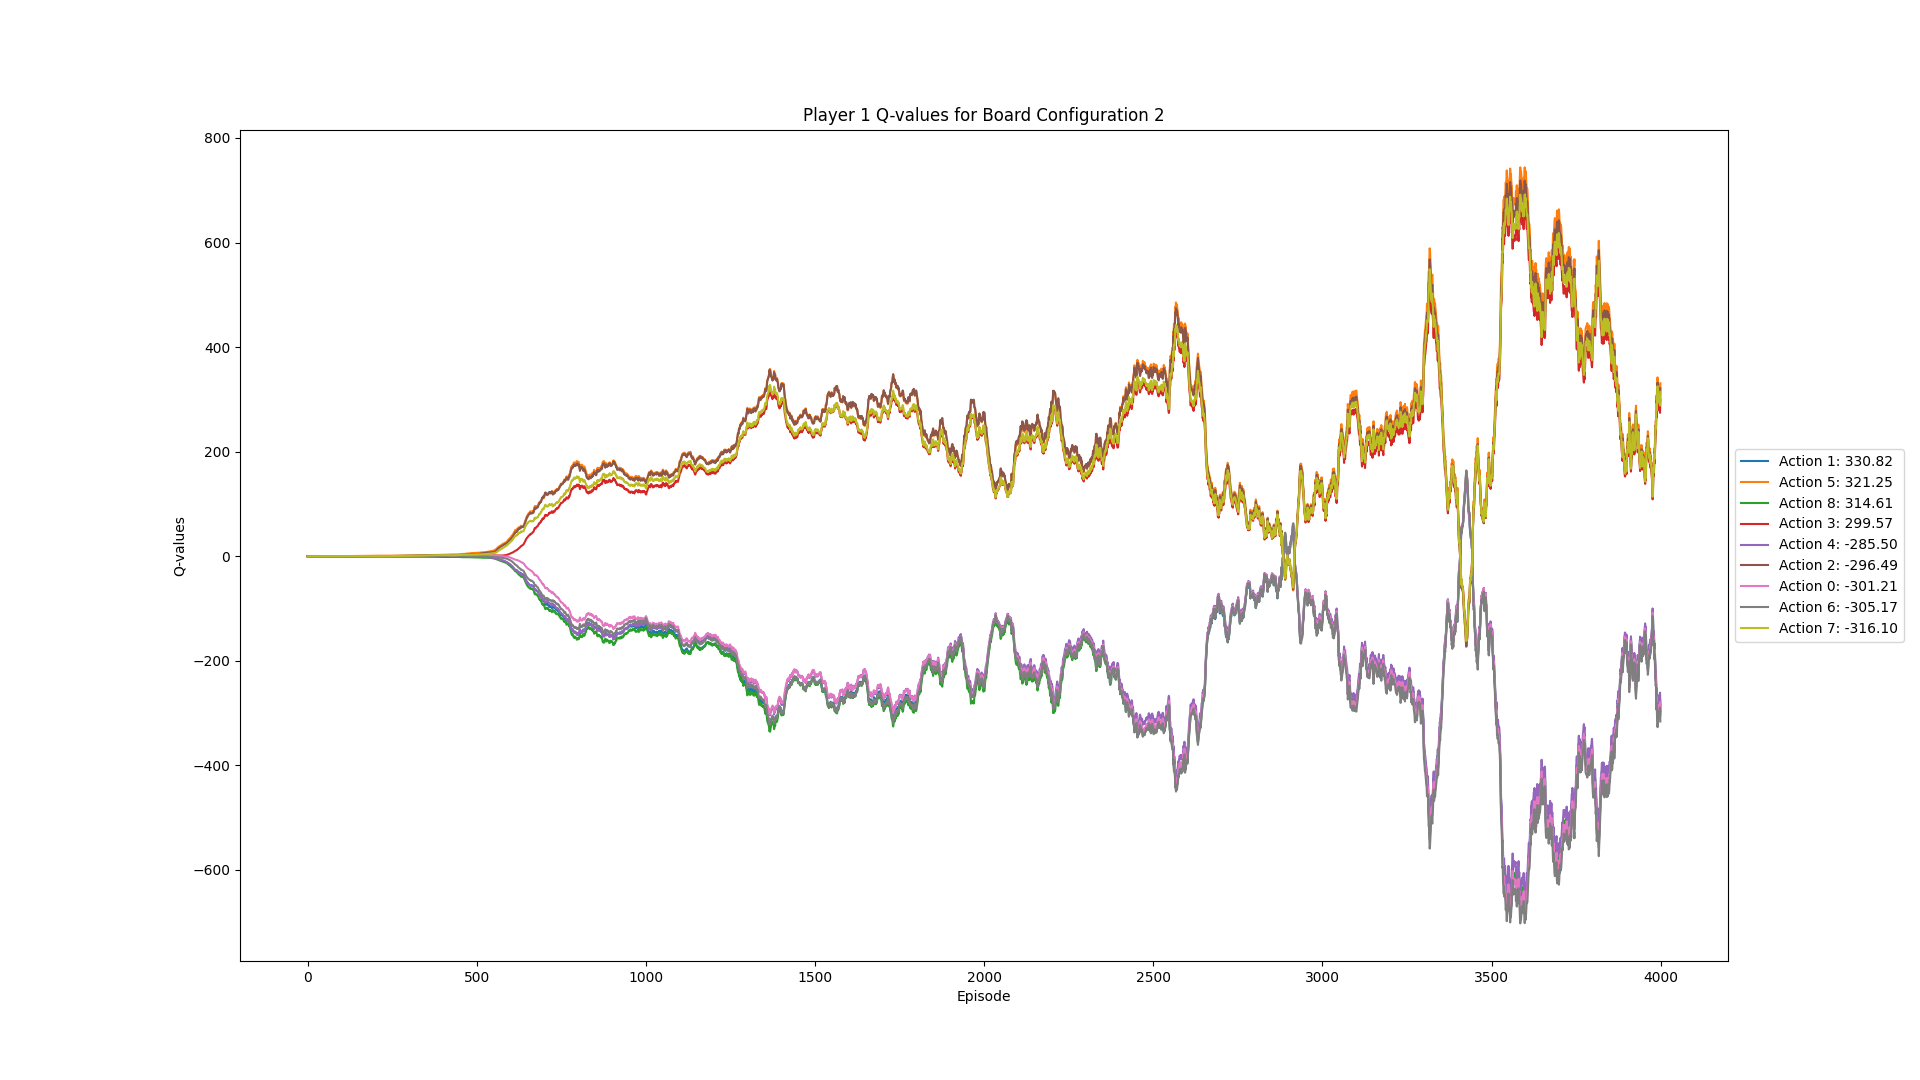 Player 1 Q-values for Board Configuration 2
800
600
400
200
0
−200
−400
−600
Q-values
0
500
1000
1500
2000
2500
3000
3500
4000
Episode
Action 1: 330.82
Action 5: 321.25
Action 8: 314.61
Action 3: 299.57
Action 4: -285.50
Action 2: -296.49
Action 0: -301.21
Action 6: -305.17
Action 7: -316.10